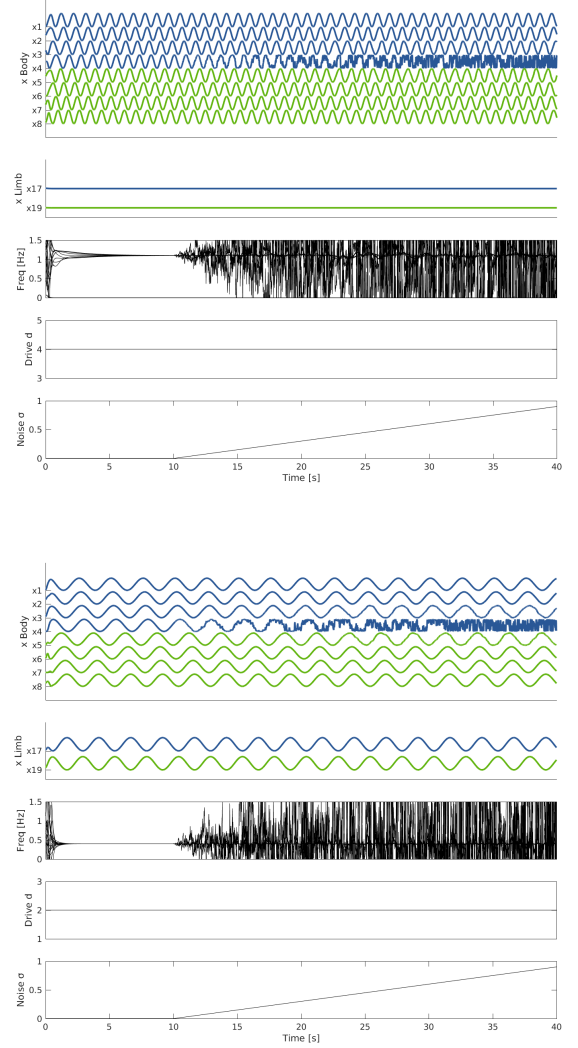 x Body
x1
x2
x3
x4
x5
x6
x7
x8
x Limb
x17
x19
Freq [Hz]
1.5
1
0.5
0
Drive d
5
4
3
Noise σ
1
0.5
0
0 5 10 15 20 25 30 35 40
Time [s]
x Body
x1
x2
x3
x4
x5
x6
x7
x8
x Limb
x17
x19
Freq [Hz]
1.5
1
0.5
0
Drive d
3
2
1
Noise σ
1
0.5
0
0 5 10 15 20 25 30 35 40
Time [s]